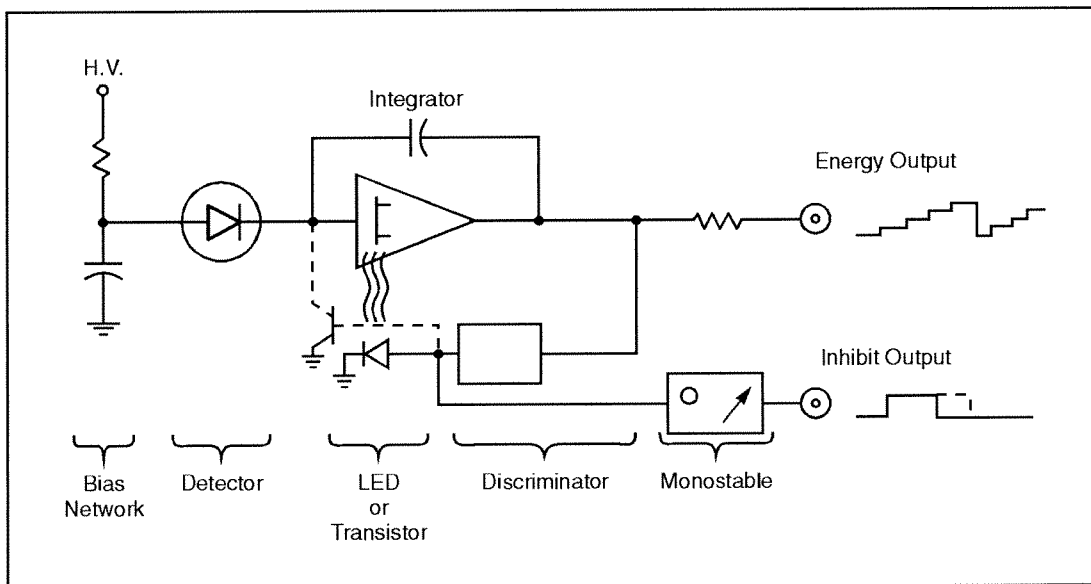 H.V.
Integrator
Energy Output
Inhibit Output
Bias
Network
Detector
LED
or
Transistor
Discriminator
Monostable